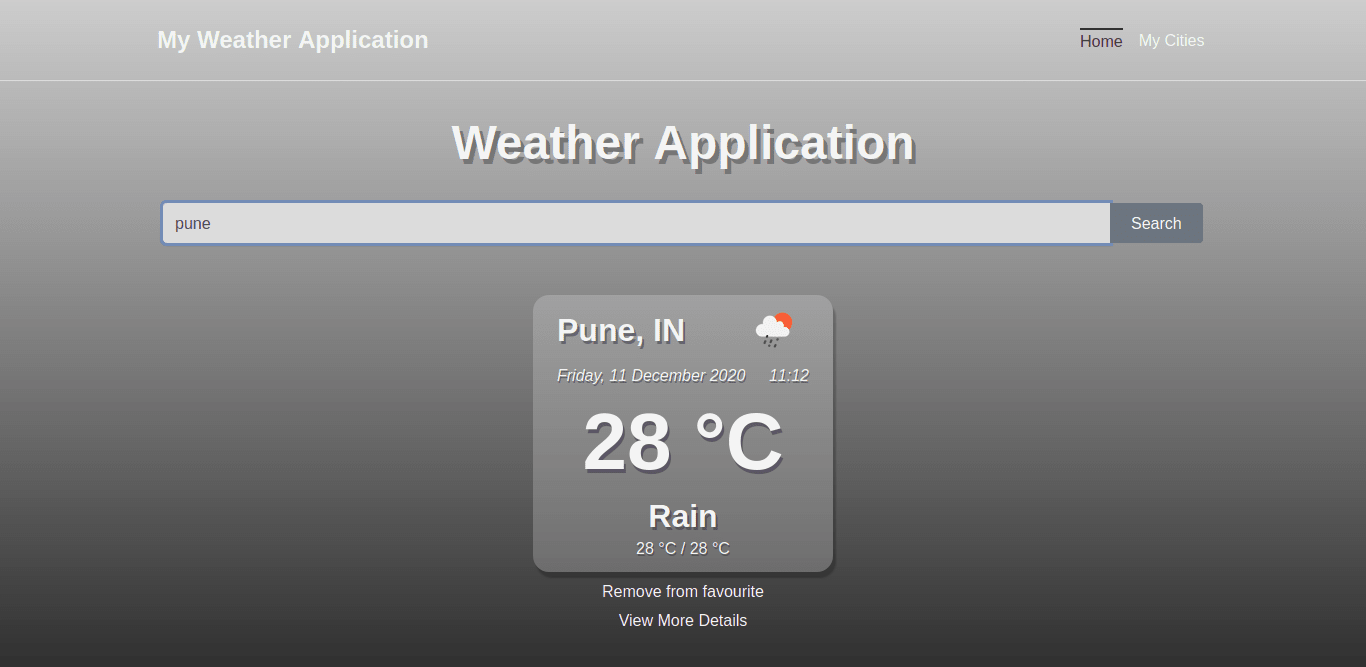 My Weather Application
Home My Cities
Weather Application
pune Search
Pune, IN
Friday, 11 December 2020 11:12
28 °C
Rain
28 °C / 28 °C
Remove from favourite
View More Details